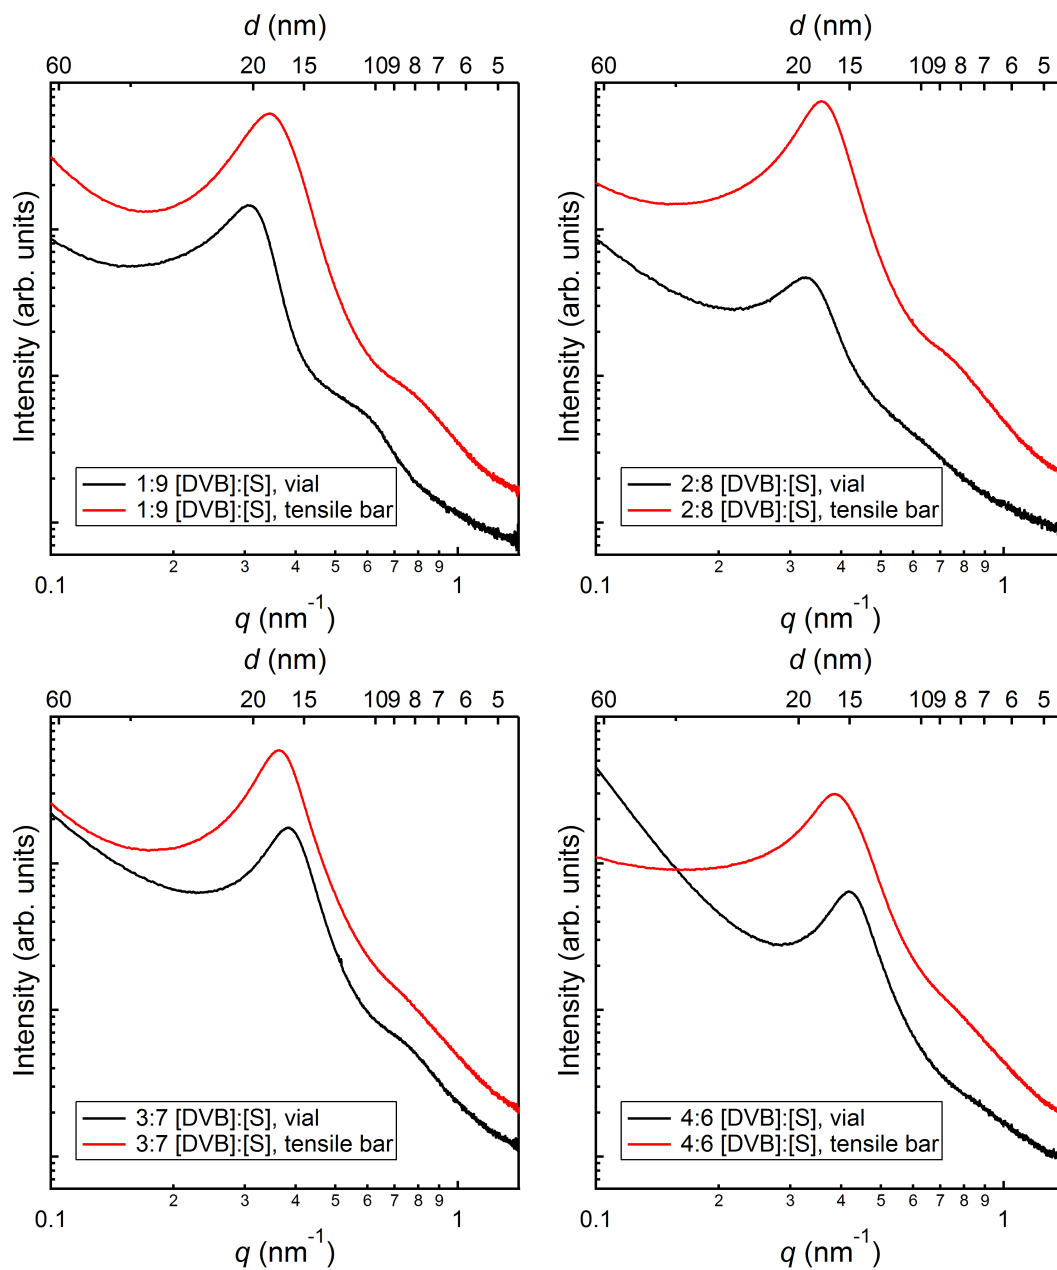 d (nm)
60 20 15 10 9 8 7 6 5
Intensity (arb. units)
1:9 [DVB]:[S], vial
1:9 [DVB]:[S], tensile bar
2 3 4 5 6 7 8 9
0.1 1
q (nm⁻¹)
d (nm)
60 20 15 10 9 8 7 6 5
Intensity (arb. units)
2:8 [DVB]:[S], vial
2:8 [DVB]:[S], tensile bar
2 3 4 5 6 7 8 9
0.1 1
q (nm⁻¹)
d (nm)
60 20 15 10 9 8 7 6 5
Intensity (arb. units)
3:7 [DVB]:[S], vial
3:7 [DVB]:[S], tensile bar
2 3 4 5 6 7 8 9
0.1 1
q (nm⁻¹)
d (nm)
60 20 15 10 9 8 7 6 5
Intensity (arb. units)
4:6 [DVB]:[S], vial
4:6 [DVB]:[S], tensile bar
2 3 4 5 6 7 8 9
0.1 1
q (nm⁻¹)